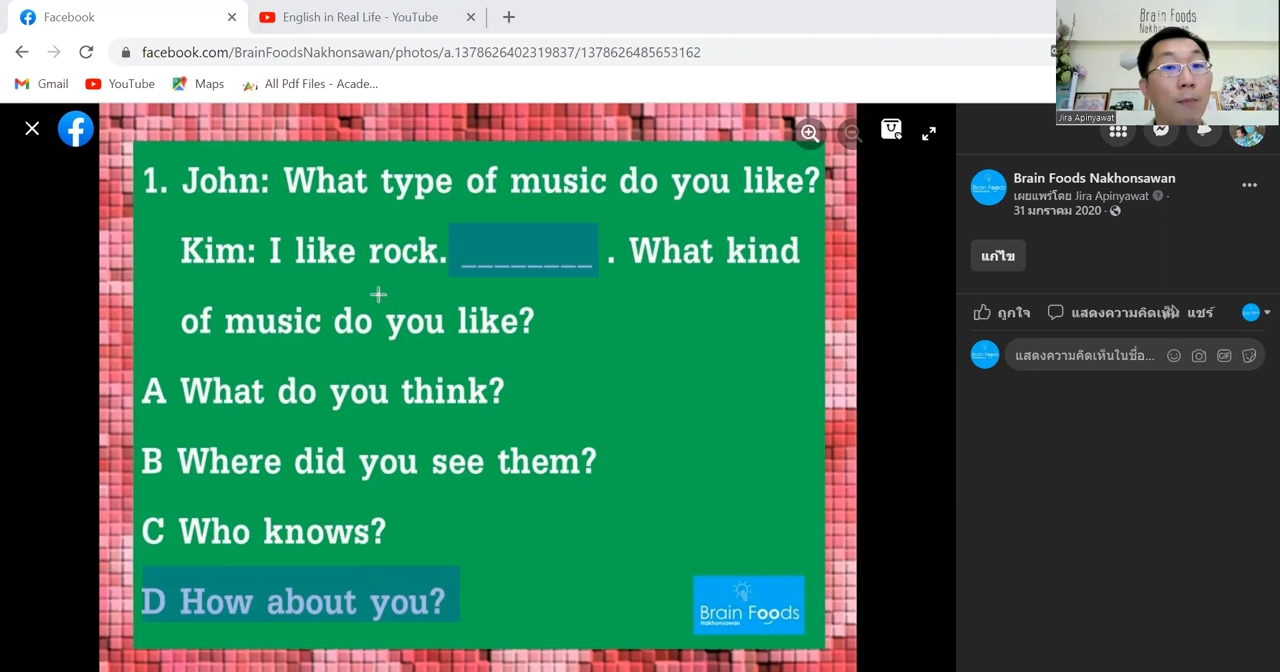 Facebook
English in Real Life - YouTube
facebook.com/BrainFoodsNakhonsawan/photos/a.1378626402319837/1378626485653162
Gmail
YouTube
Maps
All Pdf Files - Acade...
Brain Foods
Jira Apinyawat
1. John: What type of music do you like?
Kim: I like rock. ________ . What kind
of music do you like?
A What do you think?
B Where did you see them?
C Who knows?
D How about you?
Brain Foods
Nakhonsawan
Brain Foods Nakhonsawan
เผยแพร่โดย Jira Apinyawat
31 มกราคม 2020 ·
แก้ไข
ถูกใจ
แสดงความคิดเห็น
แชร์
แสดงความคิดเห็นในชื่อ...